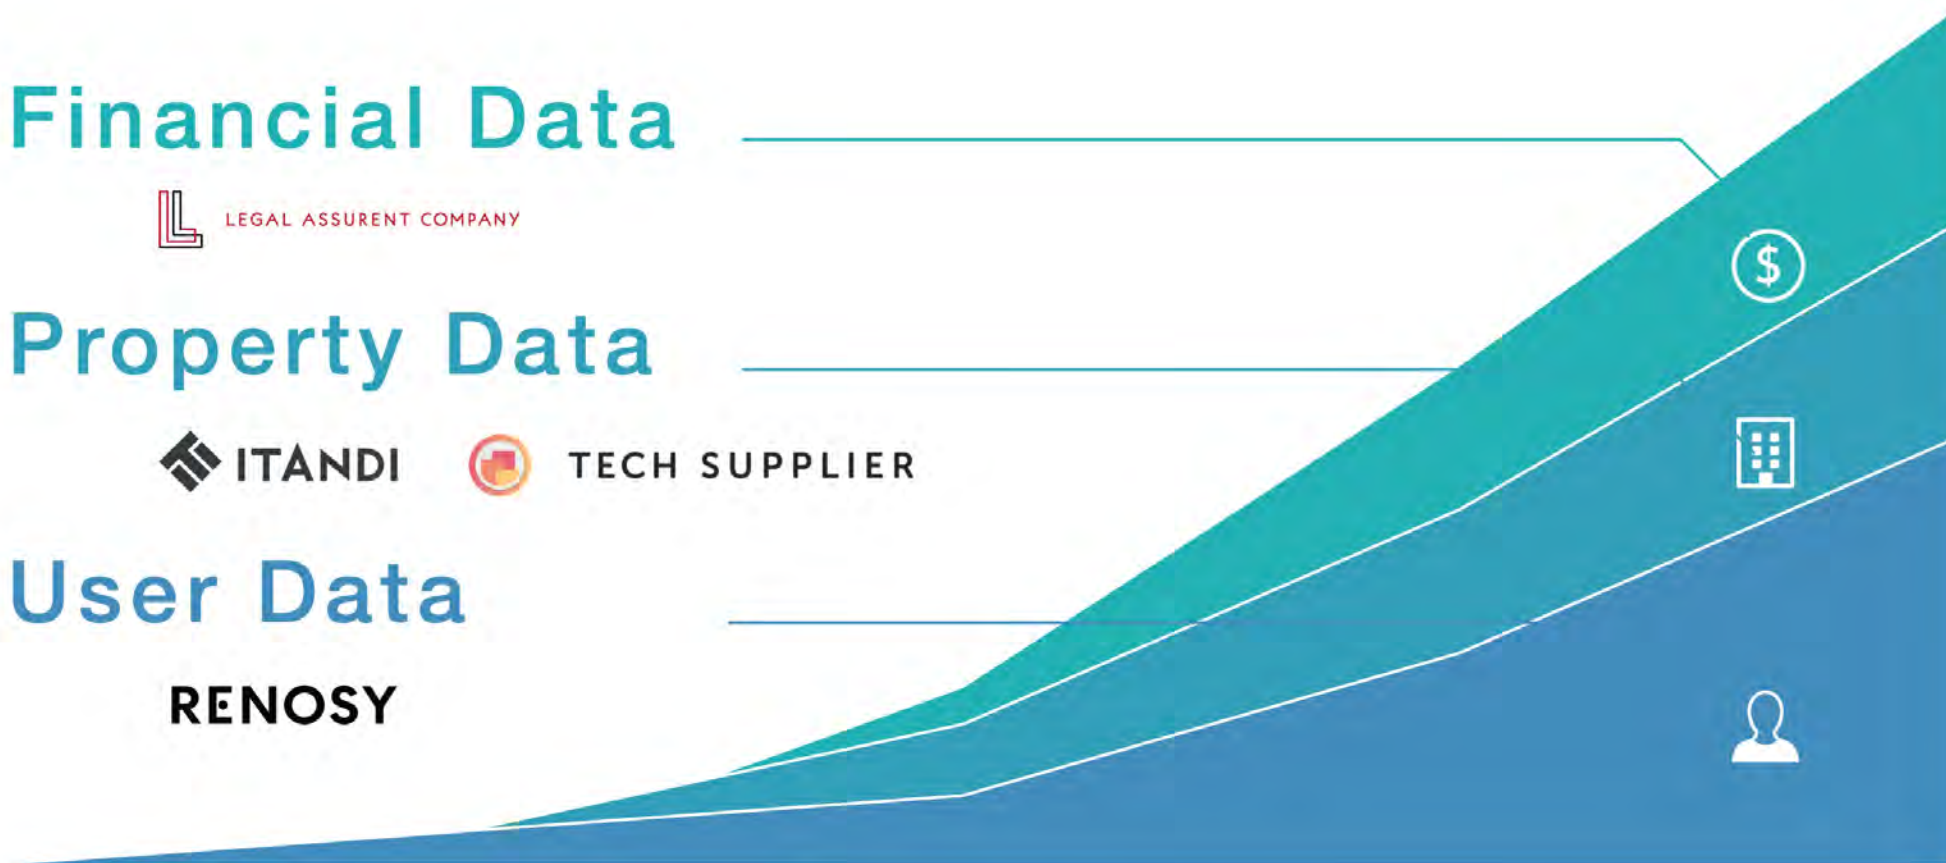 Financial Data
LEGAL ASSURENT COMPANY
Property Data
ITANDI
TECH SUPPLIER
User Data
RENOSY
$